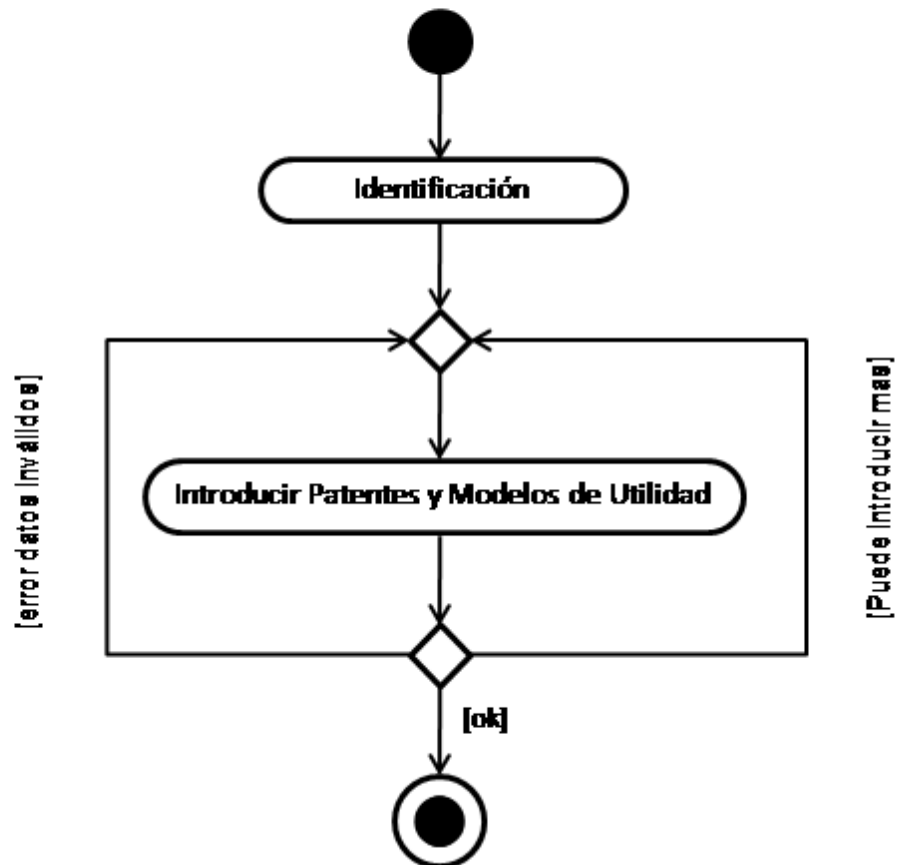 Identificación
[error datos Inválidos]
[Puede Introducir mas]
Introducir Patentes y Modelos de Utilidad
[ok]